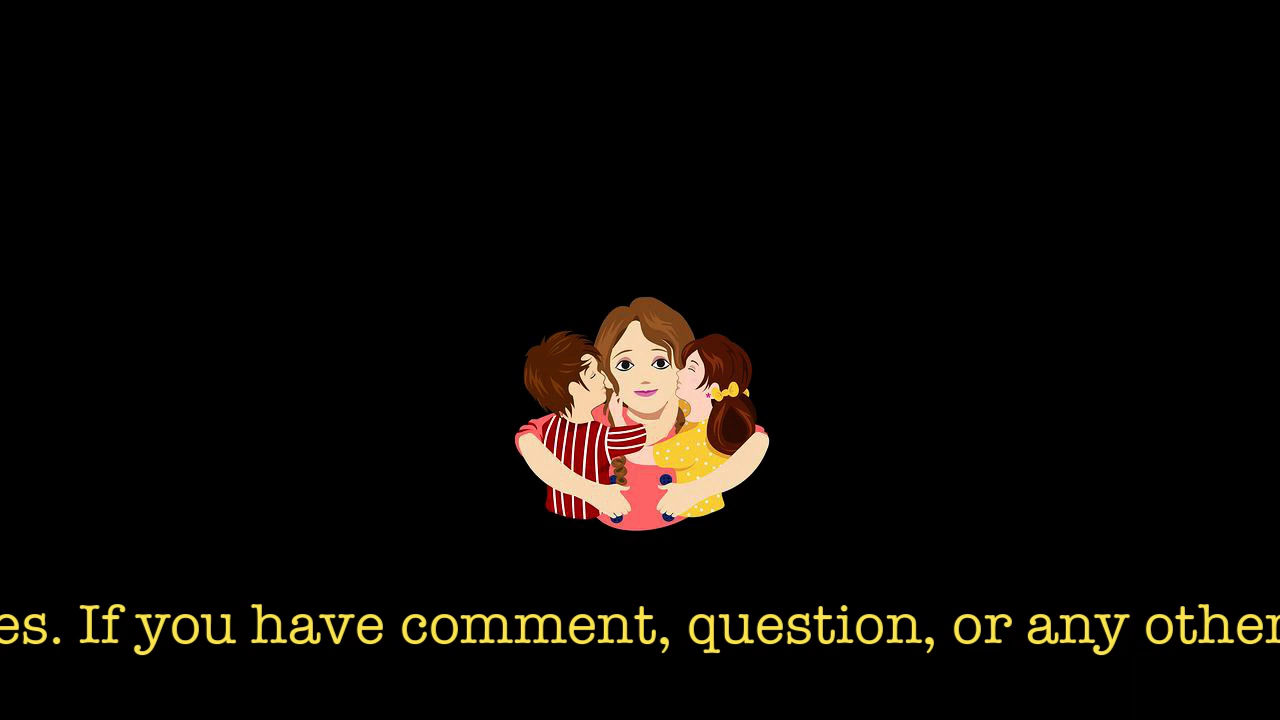 es. If you have comment, question, or any other